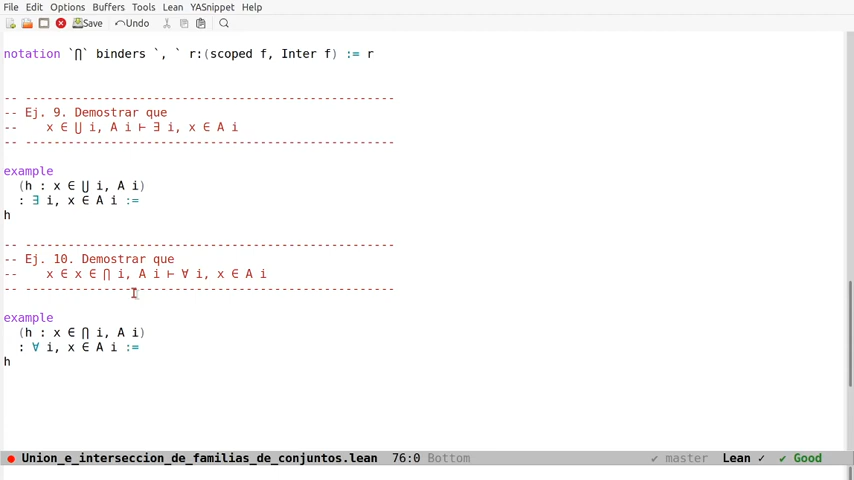 File Edit Options Buffers Tools Lean YASnippet Help
Save Undo
notation `⋂` binders `, ` r:(scoped f, Inter f) := r
-- ---------------------------------------------------
-- Ej. 9. Demostrar que
--    x ∈ ⋃ i, A i ⊢ ∃ i, x ∈ A i
-- ---------------------------------------------------
example
(h : x ∈ ⋃ i, A i)
: ∃ i, x ∈ A i :=
h
-- ---------------------------------------------------
-- Ej. 10. Demostrar que
--    x ∈ x ∈ ⋂ i, A i ⊢ ∀ i, x ∈ A i
-- ---------------------------------------------------
example
(h : x ∈ ⋂ i, A i)
: ∀ i, x ∈ A i :=
h
Union_e_interseccion_de_familias_de_conjuntos.lean 76:0 Bottom ✔ master Lean ✓ ✔ Good